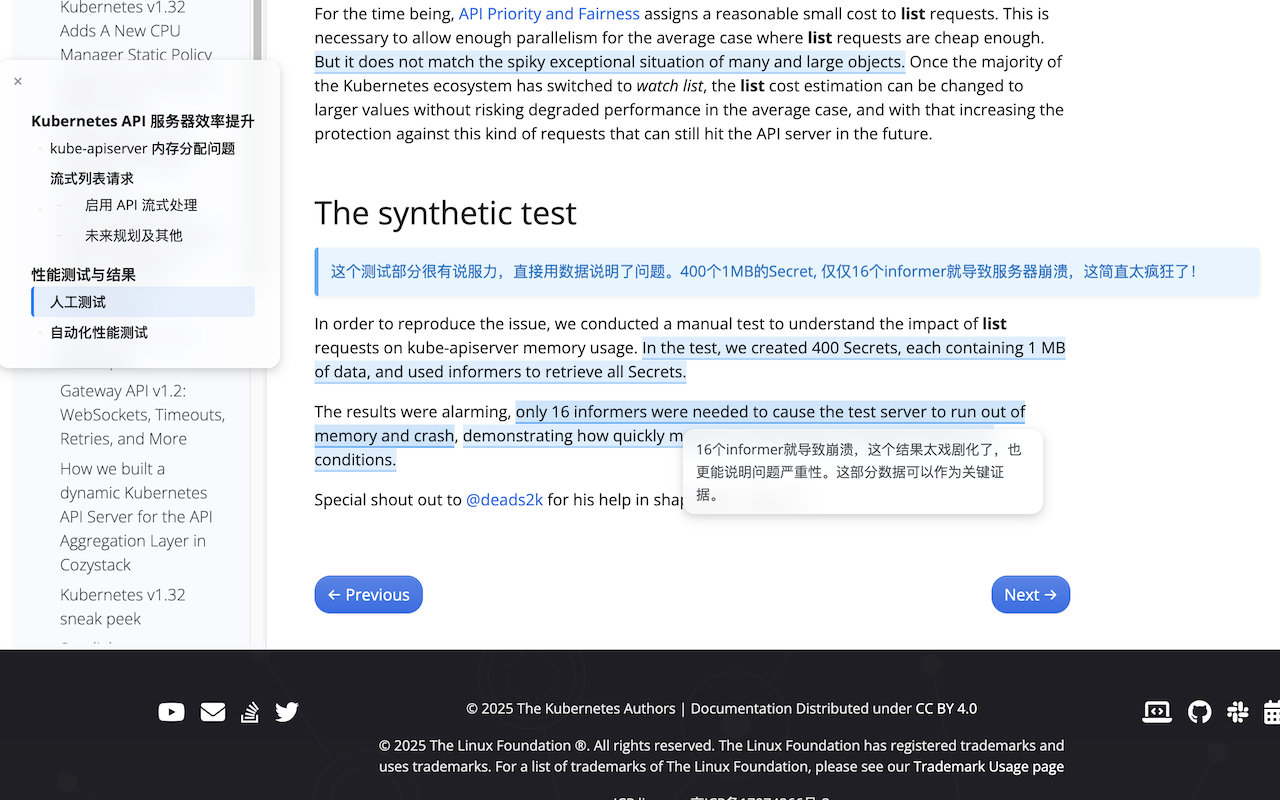 Kubernetes v1.32
Adds A New CPU
Manager Static Policy
×
Kubernetes API 服务器效率提升
kube-apiserver 内存分配问题
流式列表请求
启用 API 流式处理
未来规划及其他
性能测试与结果
人工测试
自动化性能测试
Gateway API v1.2:
WebSockets, Timeouts,
Retries, and More
How we built a
dynamic Kubernetes
API Server for the API
Aggregation Layer in
Cozystack
Kubernetes v1.32
sneak peek
For the time being, API Priority and Fairness assigns a reasonable small cost to list requests. This is
necessary to allow enough parallelism for the average case where list requests are cheap enough.
But it does not match the spiky exceptional situation of many and large objects. Once the majority of
the Kubernetes ecosystem has switched to watch list, the list cost estimation can be changed to
larger values without risking degraded performance in the average case, and with that increasing the
protection against this kind of requests that can still hit the API server in the future.
The synthetic test
这个测试部分很有说服力，直接用数据说明了问题。400个1MB的Secret, 仅仅16个informer就导致服务器崩溃，这简直太疯狂了！
In order to reproduce the issue, we conducted a manual test to understand the impact of list
requests on kube-apiserver memory usage. In the test, we created 400 Secrets, each containing 1 MB
of data, and used informers to retrieve all Secrets.
The results were alarming, only 16 informers were needed to cause the test server to run out of
memory and crash, demonstrating how quickly m
conditions.
16个informer就导致崩溃，这个结果太戏剧化了，也
更能说明问题严重性。这部分数据可以作为关键证
据。
Special shout out to @deads2k for his help in shap
← Previous
Next →
© 2025 The Kubernetes Authors | Documentation Distributed under CC BY 4.0
© 2025 The Linux Foundation ®. All rights reserved. The Linux Foundation has registered trademarks and
uses trademarks. For a list of trademarks of The Linux Foundation, please see our Trademark Usage page